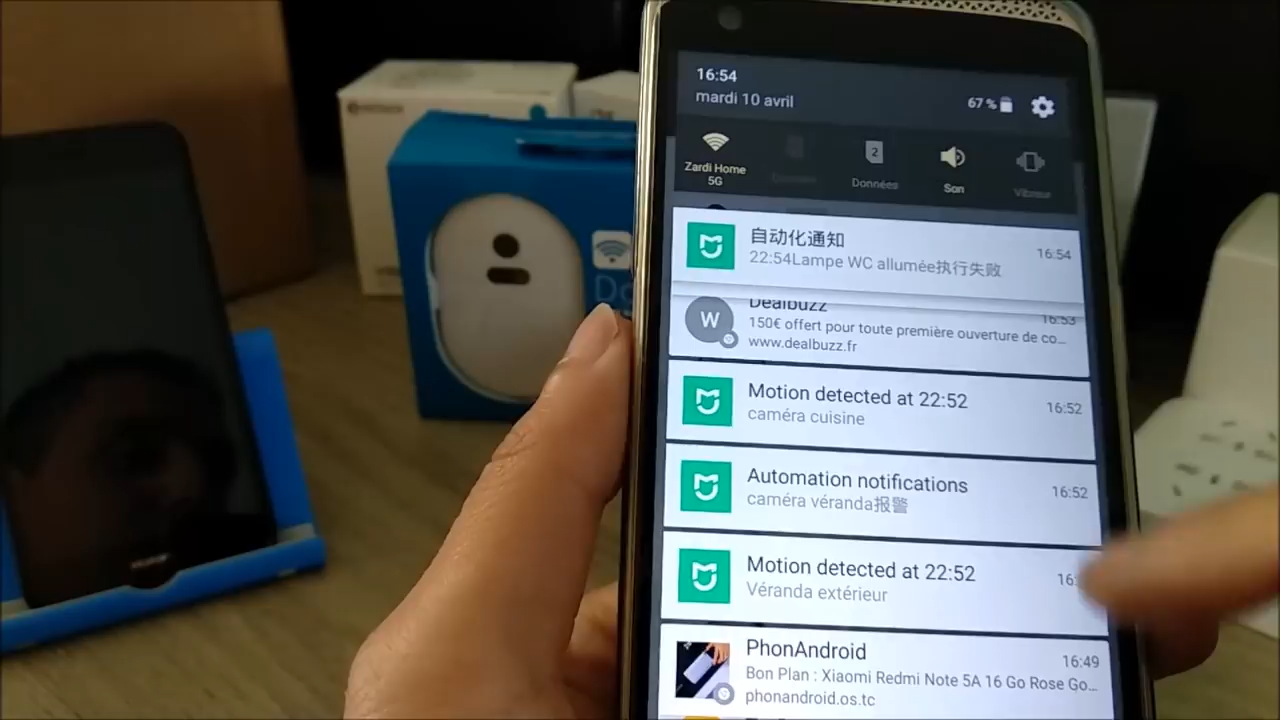 16:54
mardi 10 avril
67 %
Zardi Home
5G
2
Données
Son
Vibreur
自动化通知
16:54
22:54Lampe WC allumée执行失败
W
Dealbuzz
16:53
150€ offert pour toute première ouverture de co...
www.dealbuzz.fr
Motion detected at 22:52
16:52
caméra cuisine
Automation notifications
16:52
caméra véranda报警
Motion detected at 22:52
16:
Véranda extérieur
PhonAndroid
16:49
Bon Plan : Xiaomi Redmi Note 5A 16 Go Rose Go...
phonandroid.os.tc